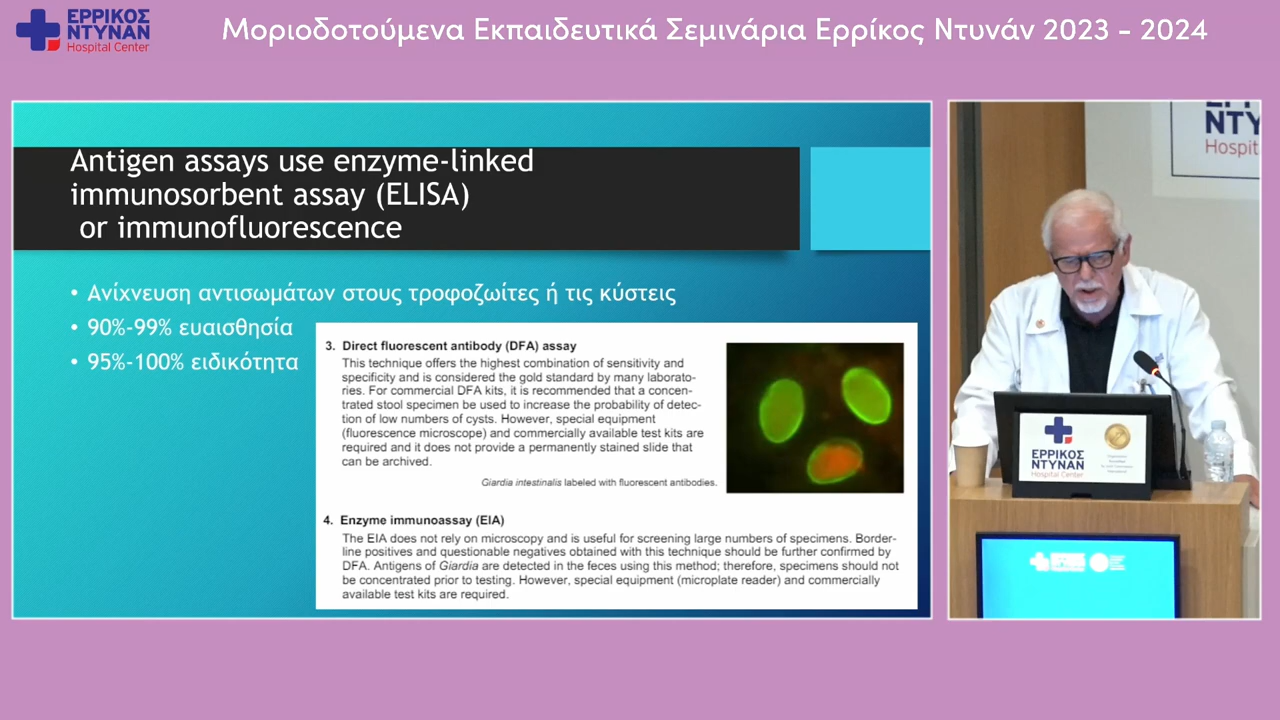 ΕΡΡΙΚΟΣ
ΝΤΥΝΑΝ
Hospital Center
Μοριοδοτούμενα Εκπαιδευτικά Σεμινάρια Ερρίκος Ντυνάν 2023 - 2024
Antigen assays use enzyme-linked
immunosorbent assay (ELISA)
or immunofluorescence
• Ανίχνευση αντισωμάτων στους τροφοζωίτες ή τις κύστεις
• 90%-99% ευαισθησία
• 95%-100% ειδικότητα
3. Direct fluorescent antibody (DFA) assay
This technique offers the highest combination of sensitivity and
specificity and is considered the gold standard by many laborato-
ries. For commercial DFA kits, it is recommended that a concen-
trated stool specimen be used to increase the probability of detec-
tion of low numbers of cysts. However, special equipment
(fluorescence microscope) and commercially available test kits are
required and it does not provide a permanently stained slide that
can be archived.
Giardia intestinalis labeled with fluorescent antibodies.
4. Enzyme immunoassay (EIA)
The EIA does not rely on microscopy and is useful for screening large numbers of specimens. Border-
line positives and questionable negatives obtained with this technique should be further confirmed by
DFA. Antigens of Giardia are detected in the feces using this method; therefore, specimens should not
be concentrated prior to testing. However, special equipment (microplate reader) and commercially
available test kits are required.
ΝΤΥ
Hospit
ΕΡΡΙΚΟΣ
ΝΤΥΝΑΝ
Hospital Center